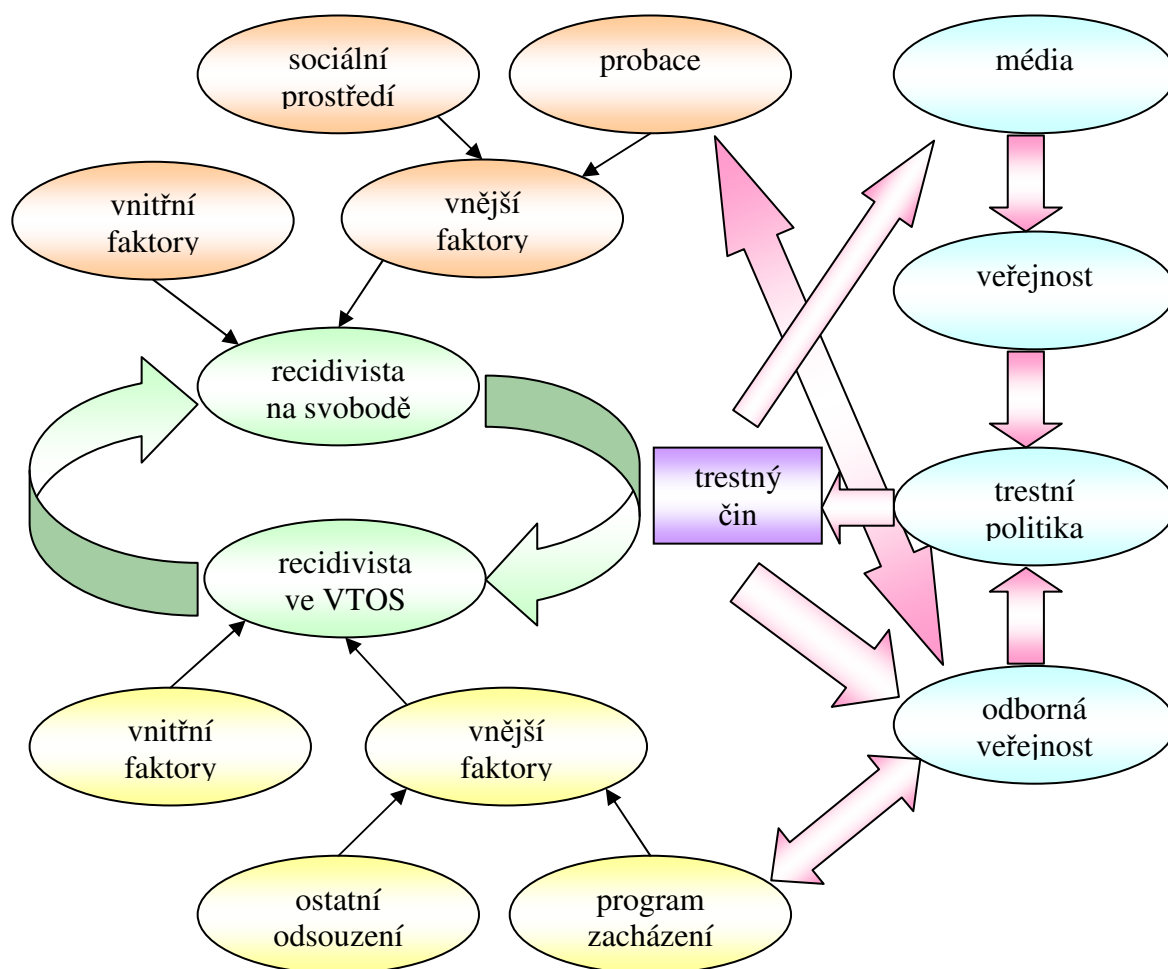 sociální
prostředí
probace
média
vnitřní
faktory
vnější
faktory
veřejnost
recidivista
na svobodě
trestný
čin
trestní
politika
recidivista
ve VTOS
vnitřní
faktory
vnější
faktory
odborná
veřejnost
ostatní
odsouzení
program
zacházení